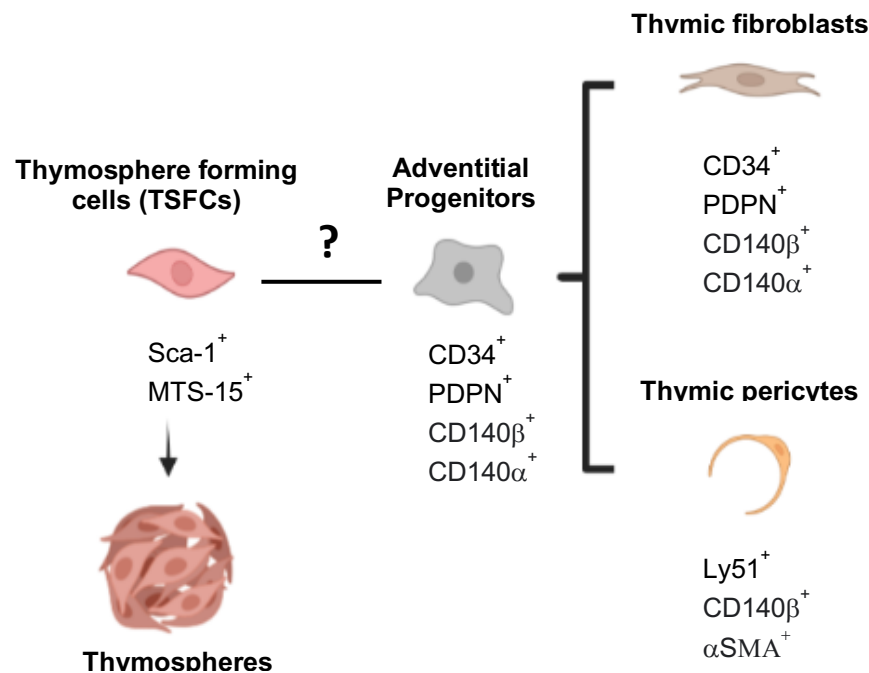 Thymic fibroblasts
CD34⁺
PDPN⁺
CD140β⁺
CD140α⁺
Thymosphere forming
cells (TSFCs)
Sca-1⁺
MTS-15⁺
Thymospheres
?
Adventitial
Progenitors
CD34⁺
PDPN⁺
CD140β⁺
CD140α⁺
Thymic pericytes
Ly51⁺
CD140β⁺
αSMA⁺